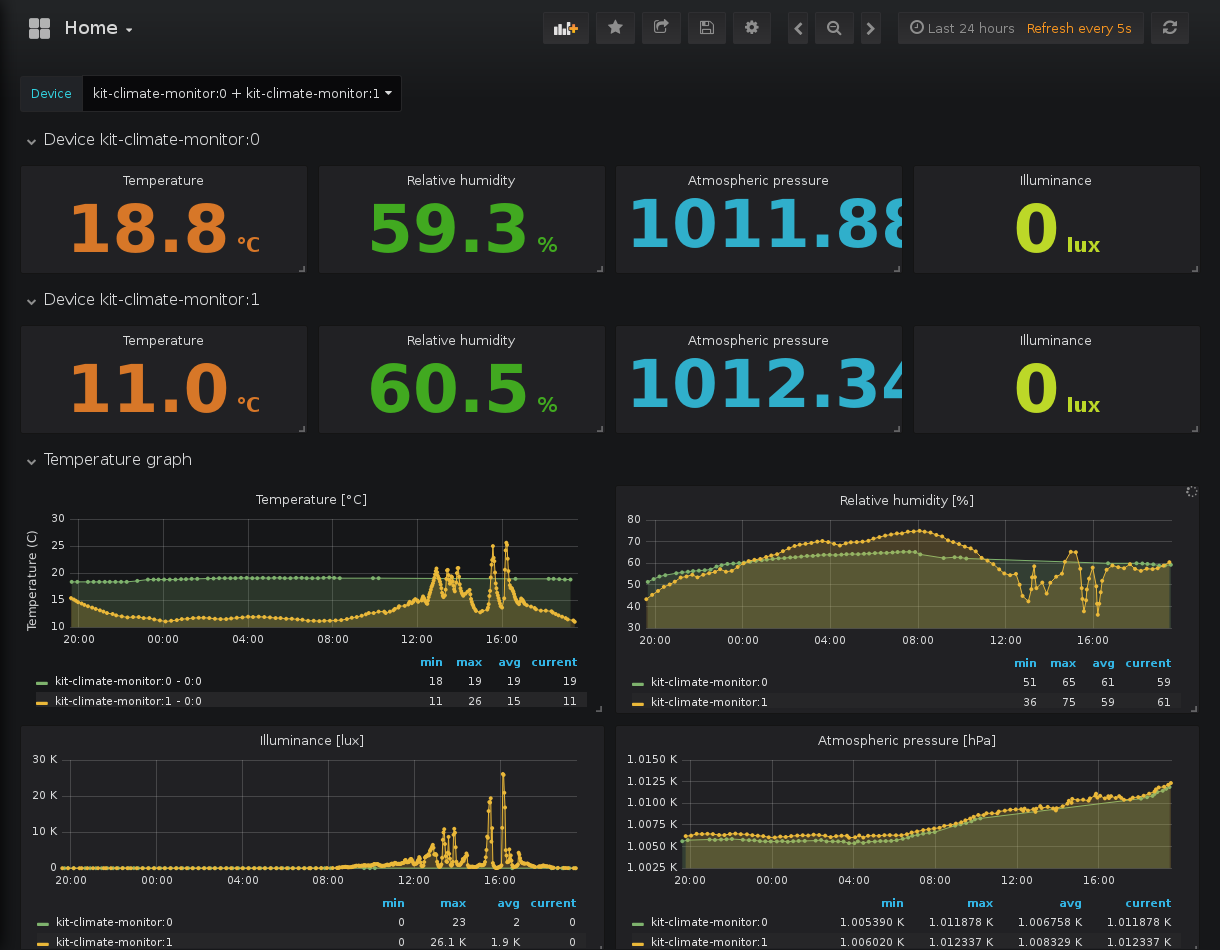 Home
Last 24 hours Refresh every 5s
Device kit-climate-monitor:0 + kit-climate-monitor:1
Device kit-climate-monitor:0
Temperature Relative humidity Atmospheric pressure Illuminance
18.8 °C 59.3 % 1011.88 0 lux
Device kit-climate-monitor:1
Temperature Relative humidity Atmospheric pressure Illuminance
11.0 °C 60.5 % 1012.34 0 lux
Temperature graph
Temperature [°C]
Temperature (C)
30
25
20
15
10
20:00 00:00 04:00 08:00 12:00 16:00
min max avg current
kit-climate-monitor:0 - 0:0 18 19 19 19
kit-climate-monitor:1 - 0:0 11 26 15 11
Relative humidity [%]
80
70
60
50
40
30
20:00 00:00 04:00 08:00 12:00 16:00
min max avg current
kit-climate-monitor:0 51 65 61 59
kit-climate-monitor:1 36 75 59 61
Illuminance [lux]
30 K
20 K
10 K
0
20:00 00:00 04:00 08:00 12:00 16:00
min max avg current
kit-climate-monitor:0 0 23 2 0
kit-climate-monitor:1 0 26.1 K 1.9 K 0
Atmospheric pressure [hPa]
1.0150 K
1.0125 K
1.0100 K
1.0075 K
1.0050 K
1.0025 K
20:00 00:00 04:00 08:00 12:00 16:00
min max avg current
kit-climate-monitor:0 1.005390 K 1.011878 K 1.006758 K 1.011878 K
kit-climate-monitor:1 1.006020 K 1.012337 K 1.008329 K 1.012337 K